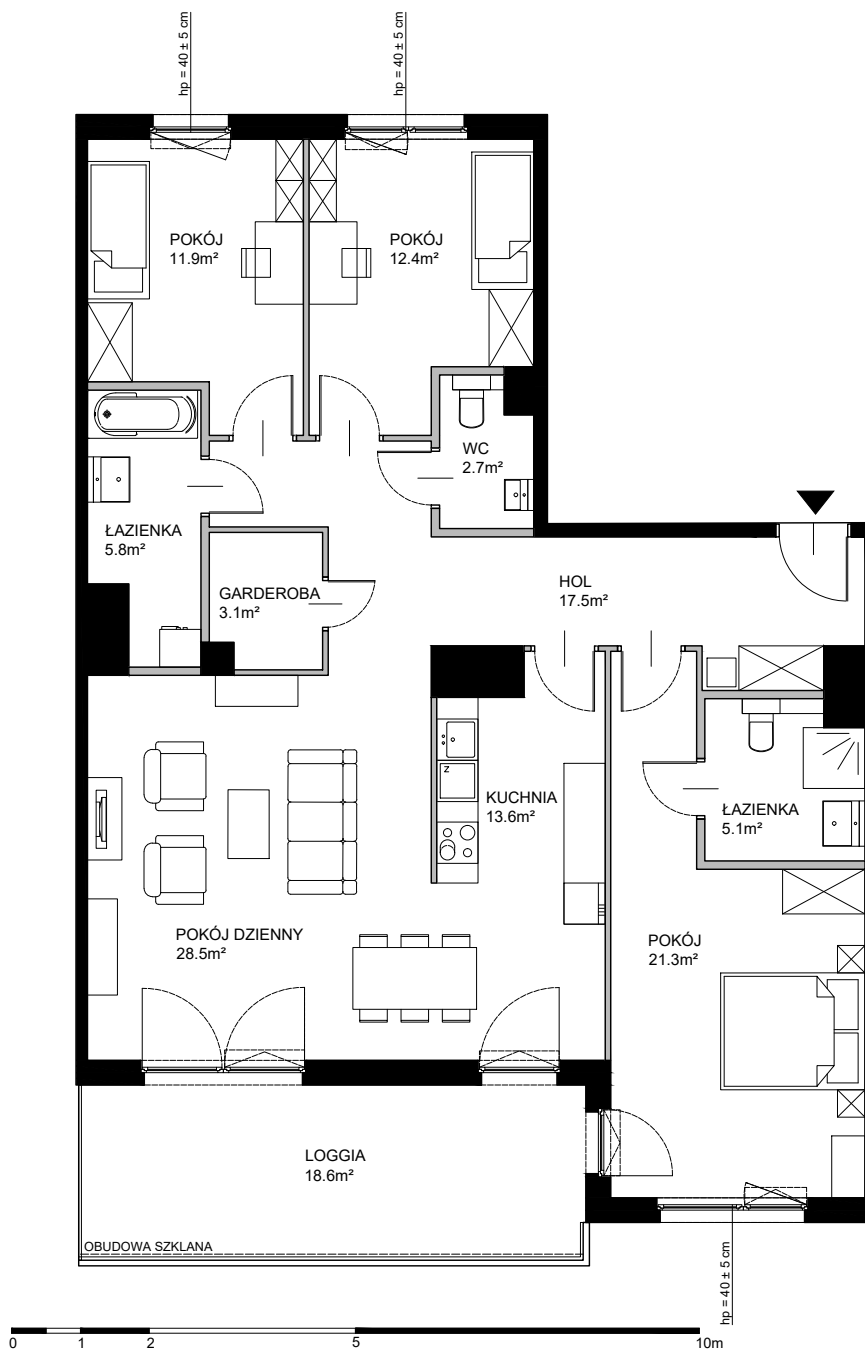 hp = 40 ± 5 cm
hp = 40 ± 5 cm
POKÓJ
11.9m²
POKÓJ
12.4m²
WC
2.7m²
ŁAZIENKA
5.8m²
GARDEROBA
3.1m²
HOL
17.5m²
Z
KUCHNIA
13.6m²
ŁAZIENKA
5.1m²
POKÓJ DZIENNY
28.5m²
POKÓJ
21.3m²
LOGGIA
18.6m²
OBUDOWA SZKLANA
hp = 40 ± 5 cm
0 1 2 5 10m